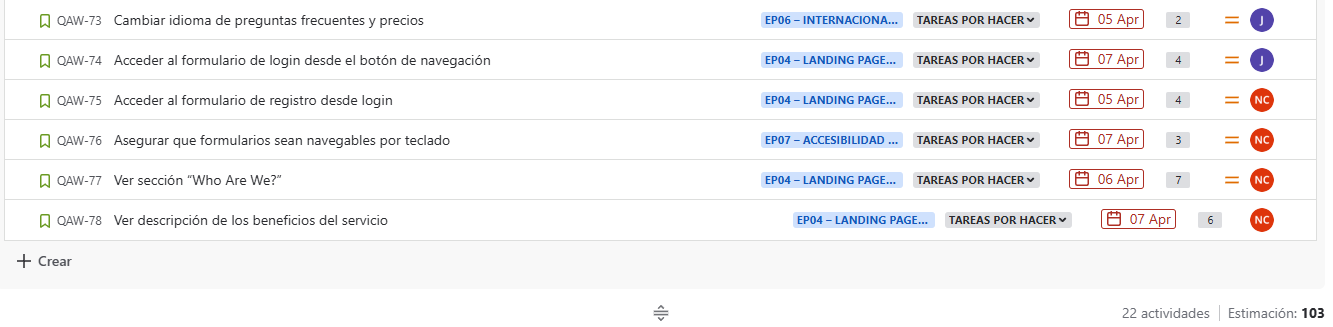 QAW-73 Cambiar idioma de preguntas frecuentes y precios EP06 – INTERNACIONA... TAREAS POR HACER 05 Apr 2 J
QAW-74 Acceder al formulario de login desde el botón de navegación EP04 – LANDING PAGE... TAREAS POR HACER 07 Apr 4 J
QAW-75 Acceder al formulario de registro desde login EP04 – LANDING PAGE... TAREAS POR HACER 05 Apr 4 NC
QAW-76 Asegurar que formularios sean navegables por teclado EP07 – ACCESIBILIDAD ... TAREAS POR HACER 07 Apr 3 NC
QAW-77 Ver sección “Who Are We?” EP04 – LANDING PAGE... TAREAS POR HACER 06 Apr 7 NC
QAW-78 Ver descripción de los beneficios del servicio EP04 – LANDING PAGE... TAREAS POR HACER 07 Apr 6 NC
Crear
22 actividades Estimación: 103